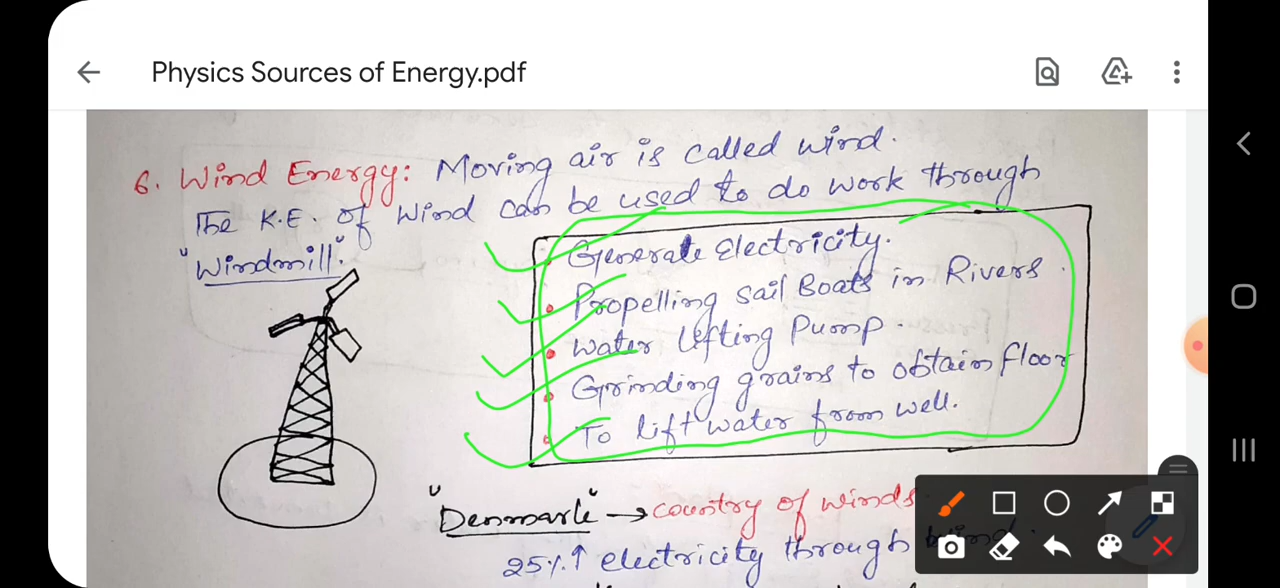 Physics Sources of Energy.pdf
6. Wind Energy: Moving air is called wind.
The K.E. of wind can be used to do work through
"Windmill".
Generate Electricity.
• Propelling Sail Boats in Rivers.
• Water lefting Pump.
• Grinding grains to obtain floor
• To lift water from well.
"Denmark" → country of winds
25% ↑ electricity through